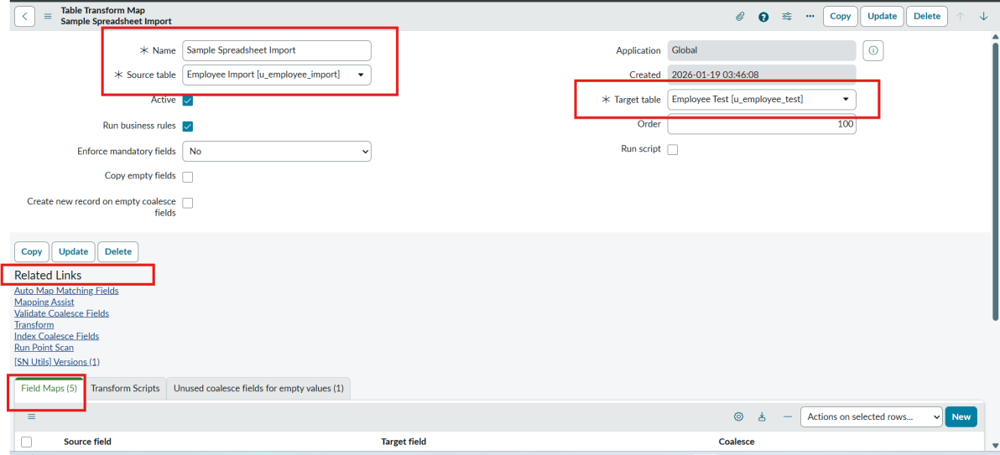 Table Transform Map
Sample Spreadsheet Import
Copy Update Delete
Name Sample Spreadsheet Import
Source table Employee Import [u_employee_import]
Active
Run business rules
Enforce mandatory fields No
Copy empty fields
Create new record on empty coalesce
fields
Application Global
Created 2026-01-19 03:46:08
Target table Employee Test [u_employee_test]
Order 100
Run script
Copy Update Delete
Related Links
Auto Map Matching Fields
Mapping Assist
Validate Coalesce Fields
Transform
Index Coalesce Fields
Run Point Scan
[SN Utils] Versions (1)
Field Maps (5) Transform Scripts Unused coalesce fields for empty values (1)
Actions on selected rows... New
Source field Target field Coalesce